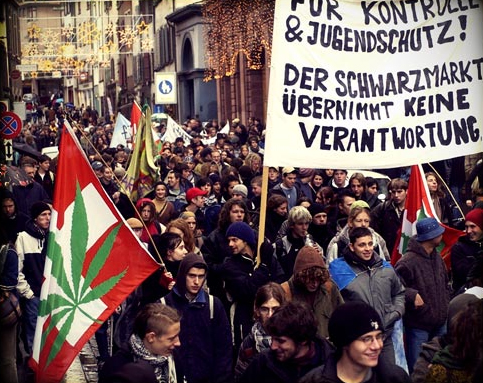 FÜR KONTROLLE
& JUGENDSCHUTZ!
DER SCHWARZMARKT
ÜBERNIMMT KEINE
VERANTWORTUNG.